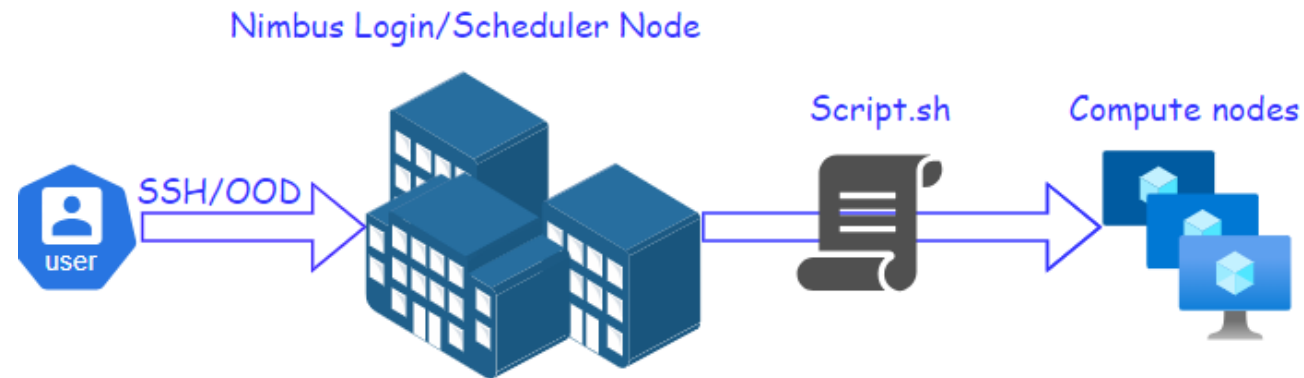 Nimbus Login/Scheduler Node
Script.sh
Compute nodes
SSH/OOD
user